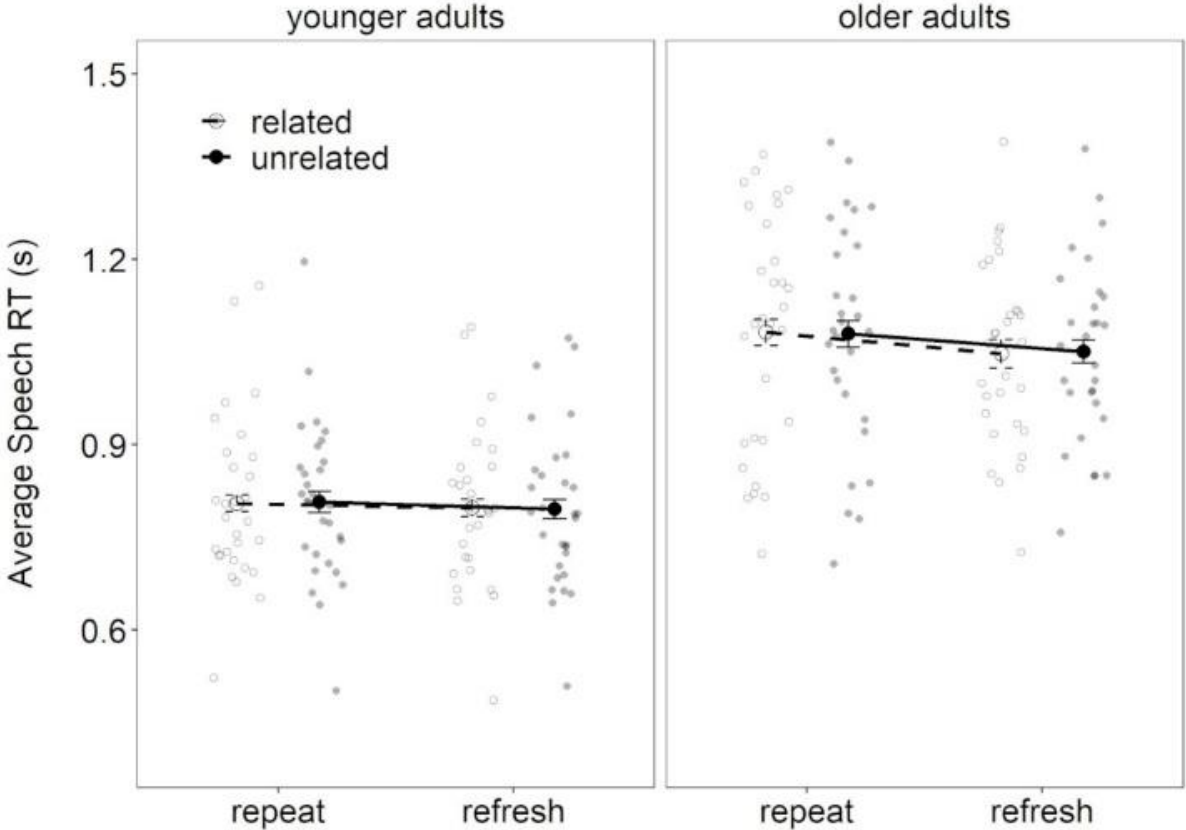 younger adults
older adults
Average Speech RT (s)
1.5
1.2
0.9
0.6
related
unrelated
repeat
refresh
repeat
refresh